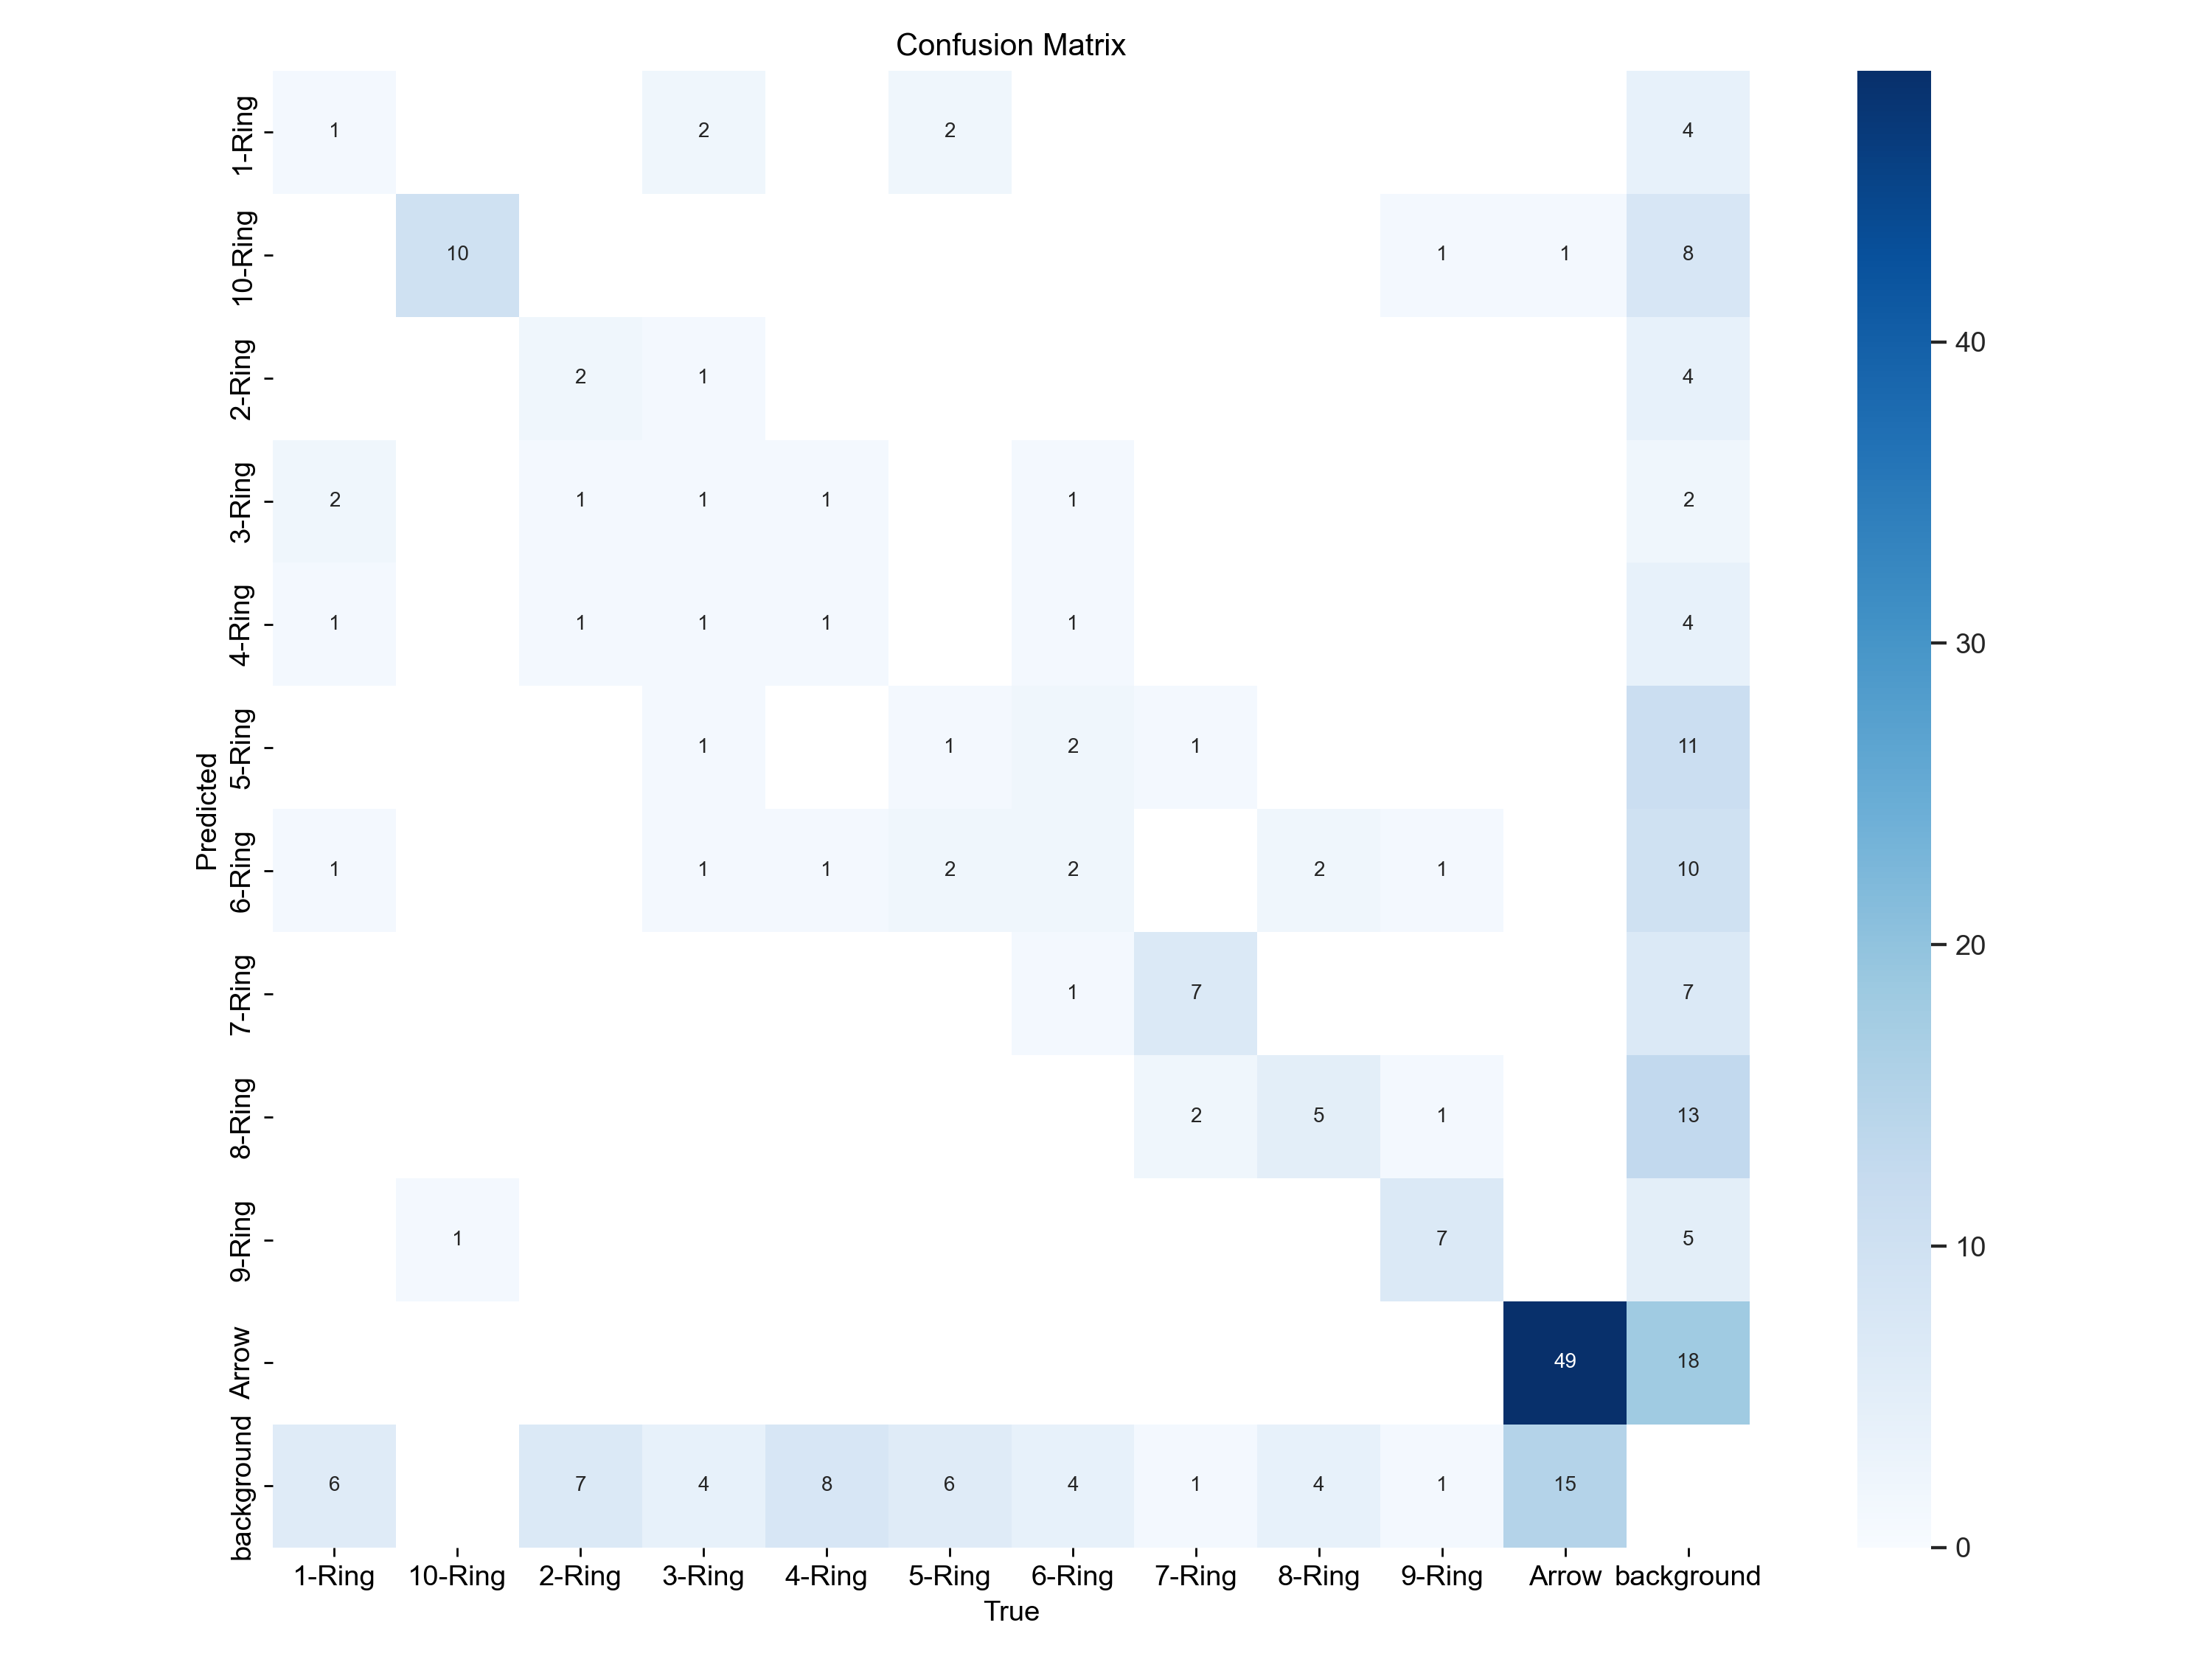 Confusion Matrix
1-Ring 1 2 2 4
10-Ring 10 1 1 8
2-Ring 2 1 4
3-Ring 2 1 1 1 1 2
4-Ring 1 1 1 1 1 4
5-Ring 1 1 2 1 11
6-Ring 1 1 1 2 2 2 1 10
7-Ring 1 7 7
8-Ring 2 5 1 13
9-Ring 1 7 5
Arrow 49 18
background 6 7 4 8 6 4 1 4 1 15
1-Ring 10-Ring 2-Ring 3-Ring 4-Ring 5-Ring 6-Ring 7-Ring 8-Ring 9-Ring Arrow background
True
Predicted
40
30
20
10
0